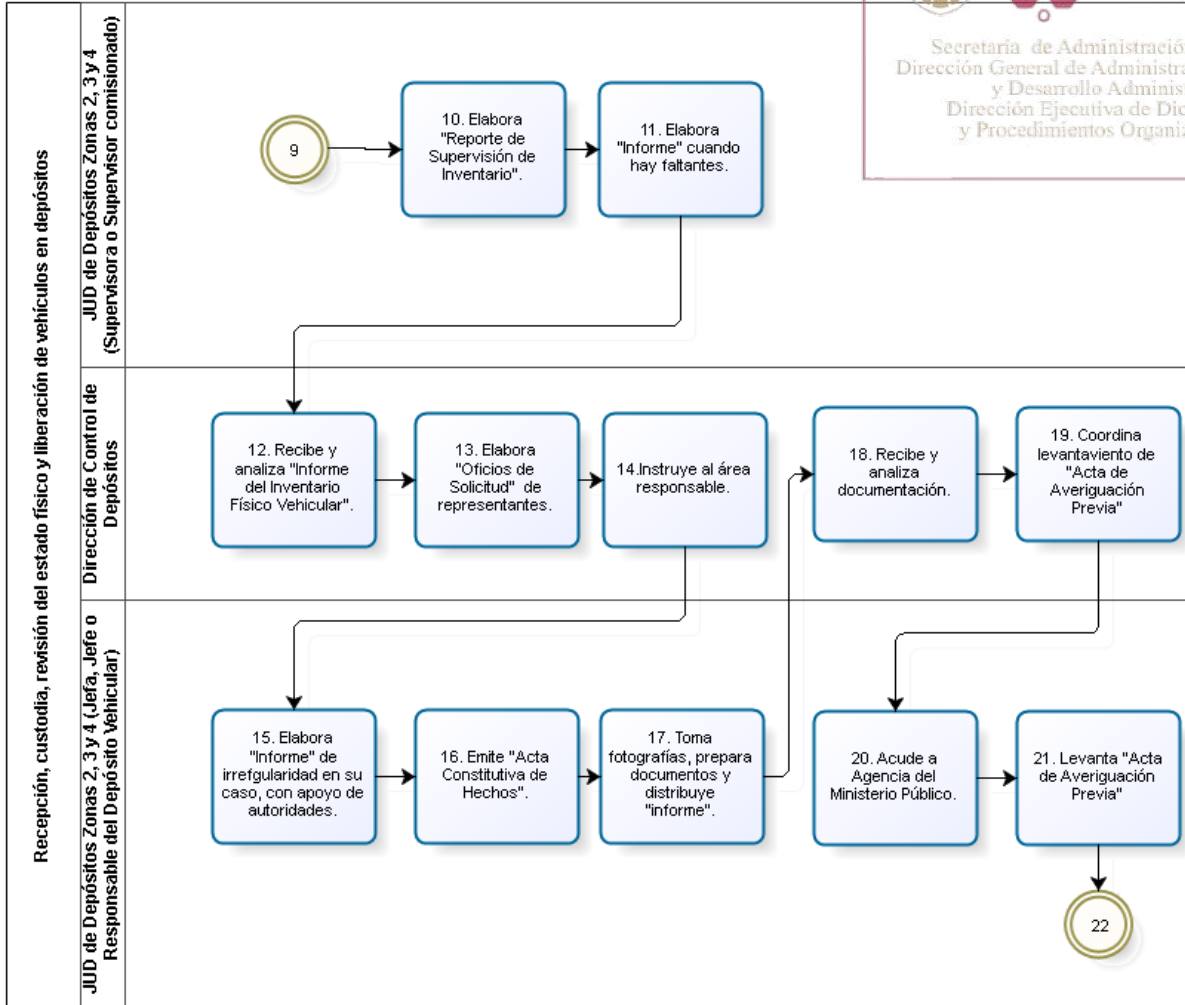 Secretaría de Administració
Dirección General de Administra
y Desarrollo Adminis
Dirección Ejecutiva de Dic
y Procedimientos Organiz
Recepción, custodia, revisión del estado físico y liberación de vehículos en depósitos
JUD de Depósitos Zonas 2, 3 y 4
(Supervisora o Supervisor comisionado)
9
10. Elabora
"Reporte de
Supervisión de
Inventario".
11. Elabora
"Informe" cuando
hay faltantes.
Dirección de Control de
Depósitos
12. Recibe y
analiza "Informe
del Inventario
Físico Vehicular".
13. Elabora
"Oficios de
Solicitud" de
representantes.
14.Instruye al área
responsable.
18. Recibe y
analiza
documentación.
19. Coordina
levantaviento de
"Acta de
Averiguación
Previa"
JUD de Depósitos Zonas 2, 3 y 4 (Jefa, Jefe o
Responsable del Depósito Vehicular)
15. Elabora
"Informe" de
irrefgularidad en su
caso, con apoyo de
autoridades.
16. Emite "Acta
Constitutiva de
Hechos".
17. Toma
fotografías, prepara
documentos y
distribuye
"informe".
20. Acude a
Agencia del
Ministerio Público.
21. Levanta "Acta
de Averiguación
Previa"
22